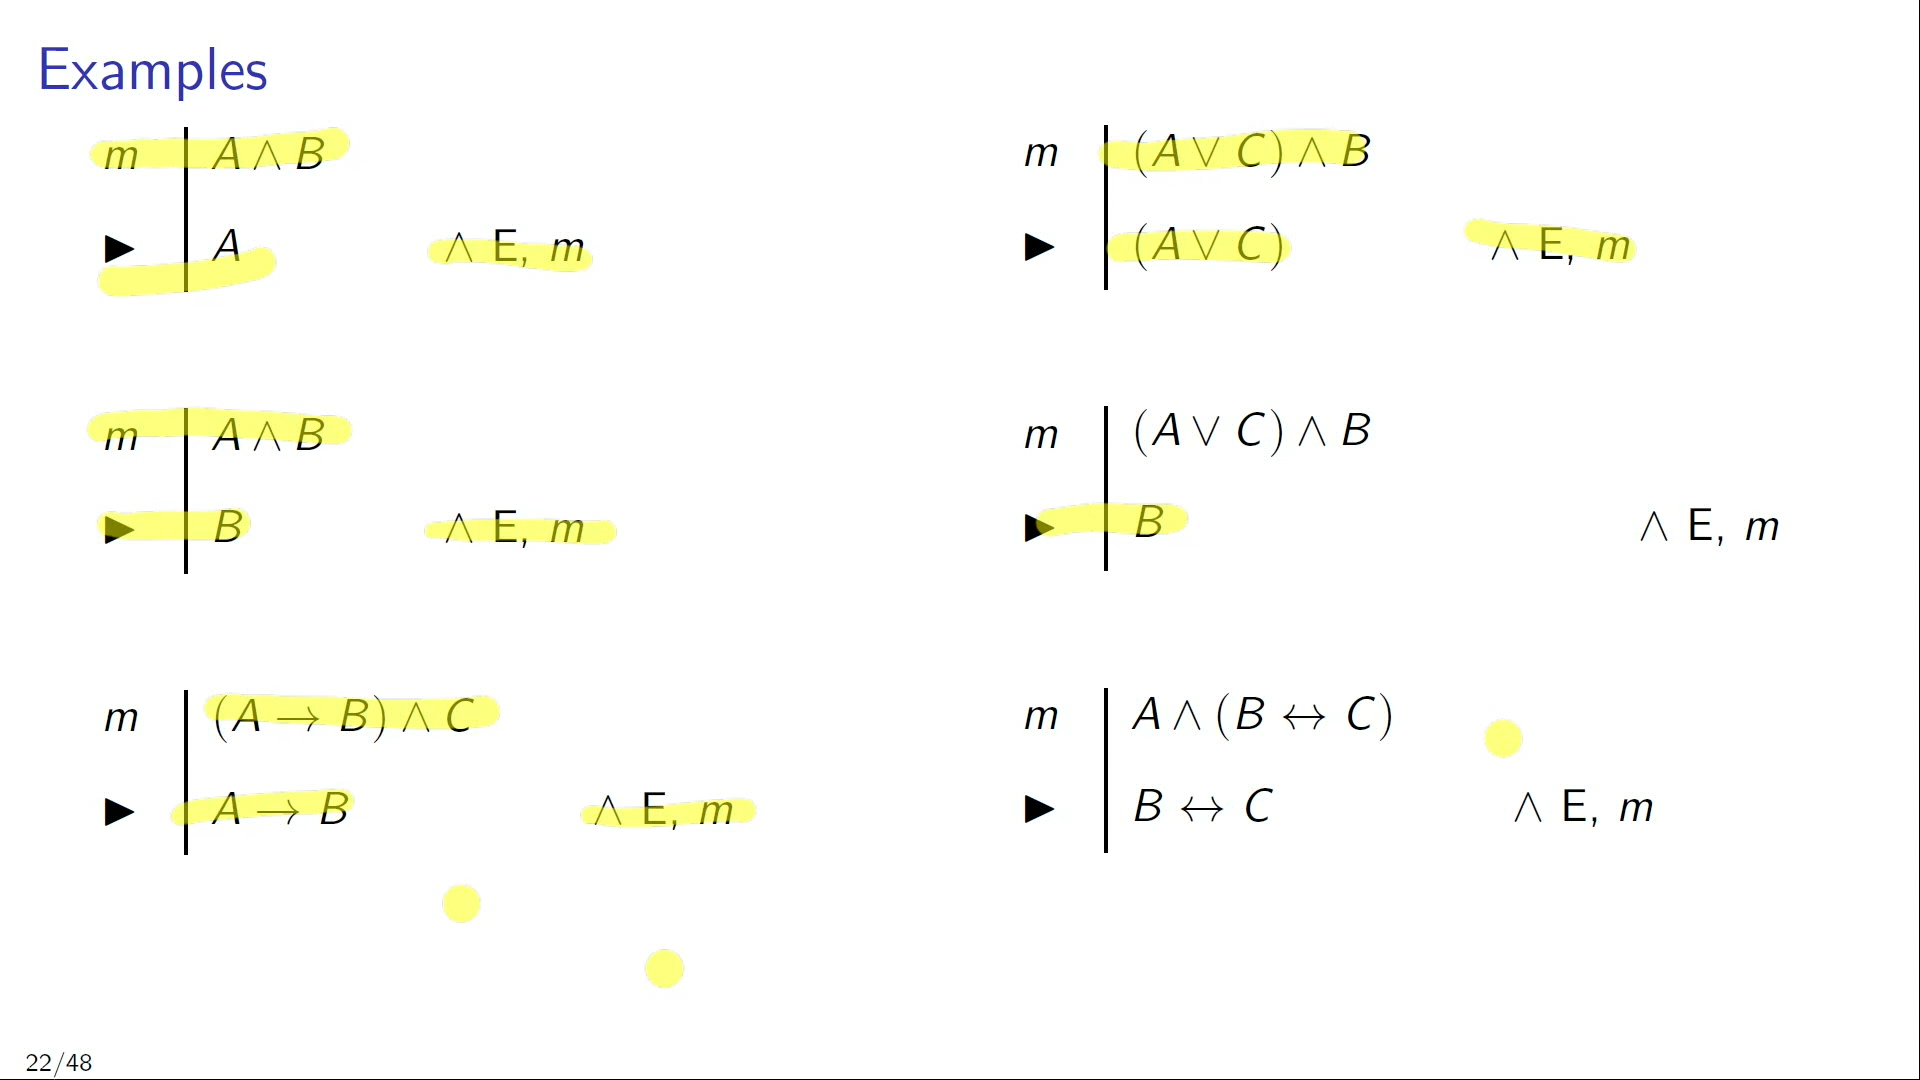 Examples
m A ∧ B
▶ A ∧ E, m
m A ∧ B
▶ B ∧ E, m
m (A → B) ∧ C
▶ A → B ∧ E, m
m (A ∨ C) ∧ B
▶ (A ∨ C) ∧ E, m
m (A ∨ C) ∧ B
▶ B ∧ E, m
m A ∧ (B ↔ C)
▶ B ↔ C ∧ E, m
22/48